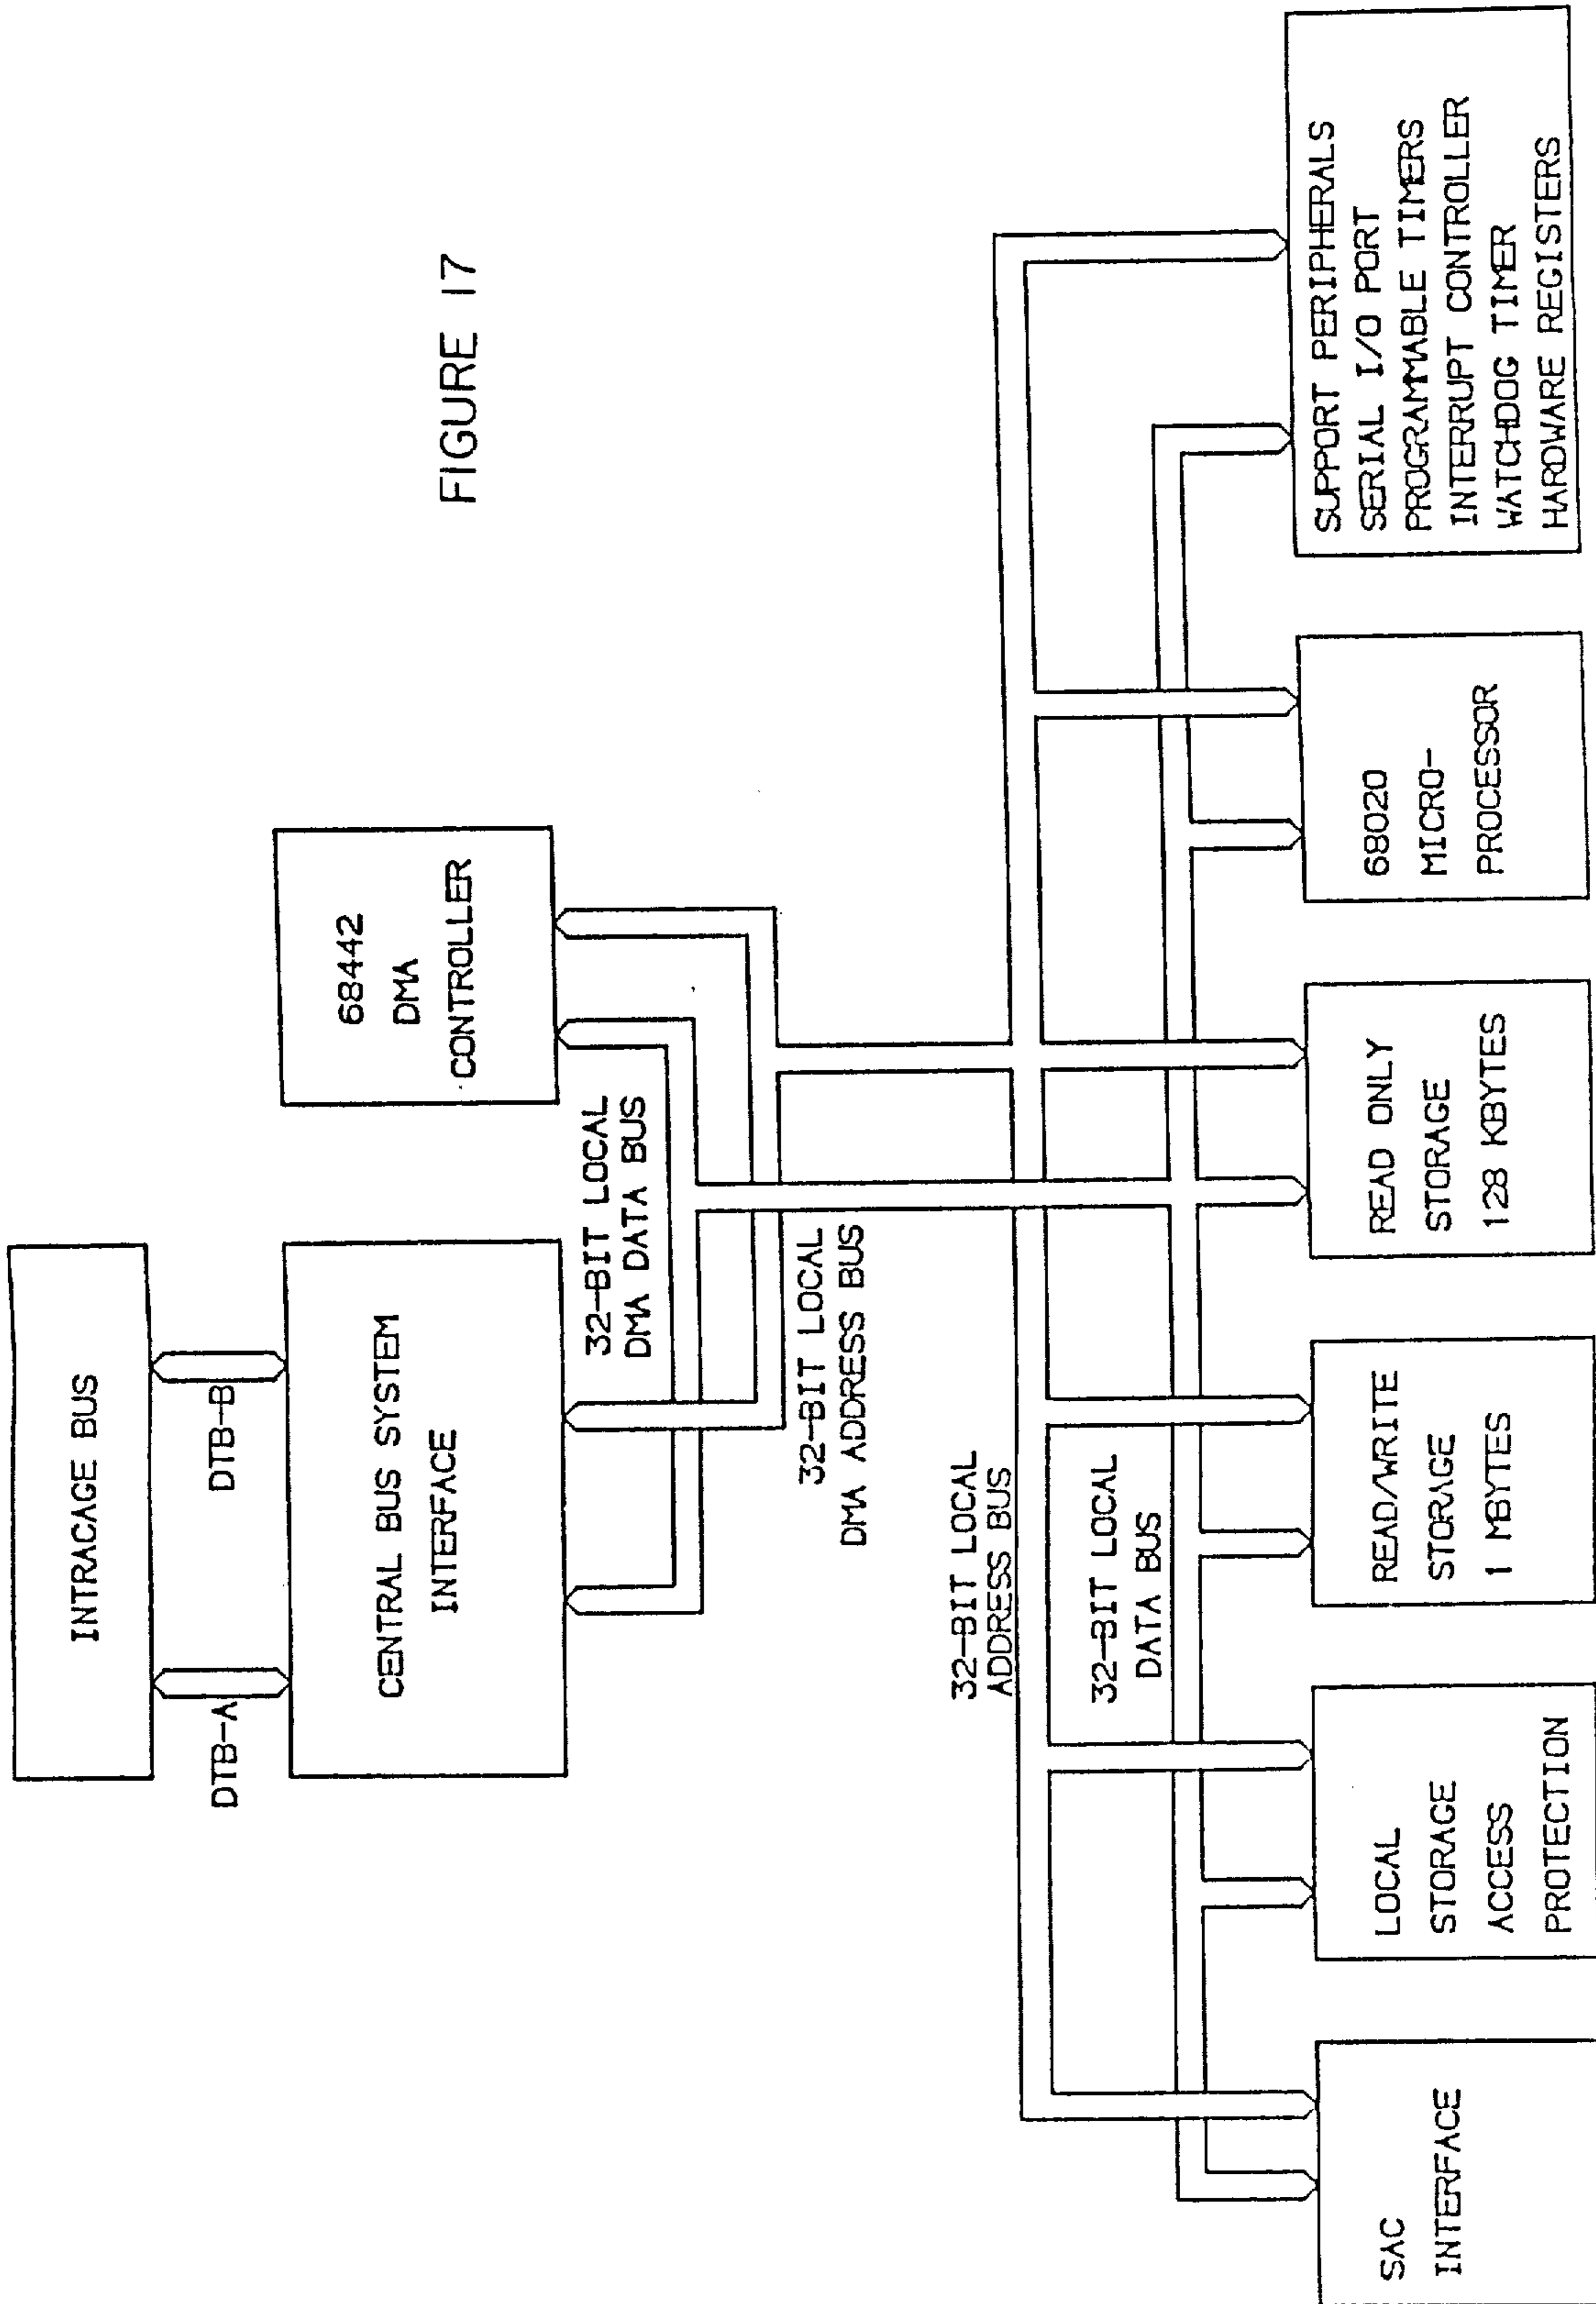 FIGURE 17
INTRACAGE BUS
DTB-A
DTB-B
CENTRAL BUS SYSTEM
INTERFACE
68442
DMA
CONTROLLER
32-BIT LOCAL
DMA DATA BUS
32-BIT LOCAL
DMA ADDRESS BUS
32-BIT LOCAL
ADDRESS BUS
32-BIT LOCAL
DATA BUS
SAC
INTERFACE
LOCAL
STORAGE
ACCESS
PROTECTION
READ/WRITE
STORAGE
1 MBYTES
READ ONLY
STORAGE
128 KBYTES
68020
MICRO-
PROCESSOR
SUPPORT PERIPHERALS
SERIAL I/O PORT
PROGRAMMABLE TIMERS
INTERRUPT CONTROLLER
WATCHDOG TIMER
HARDWARE REGISTERS